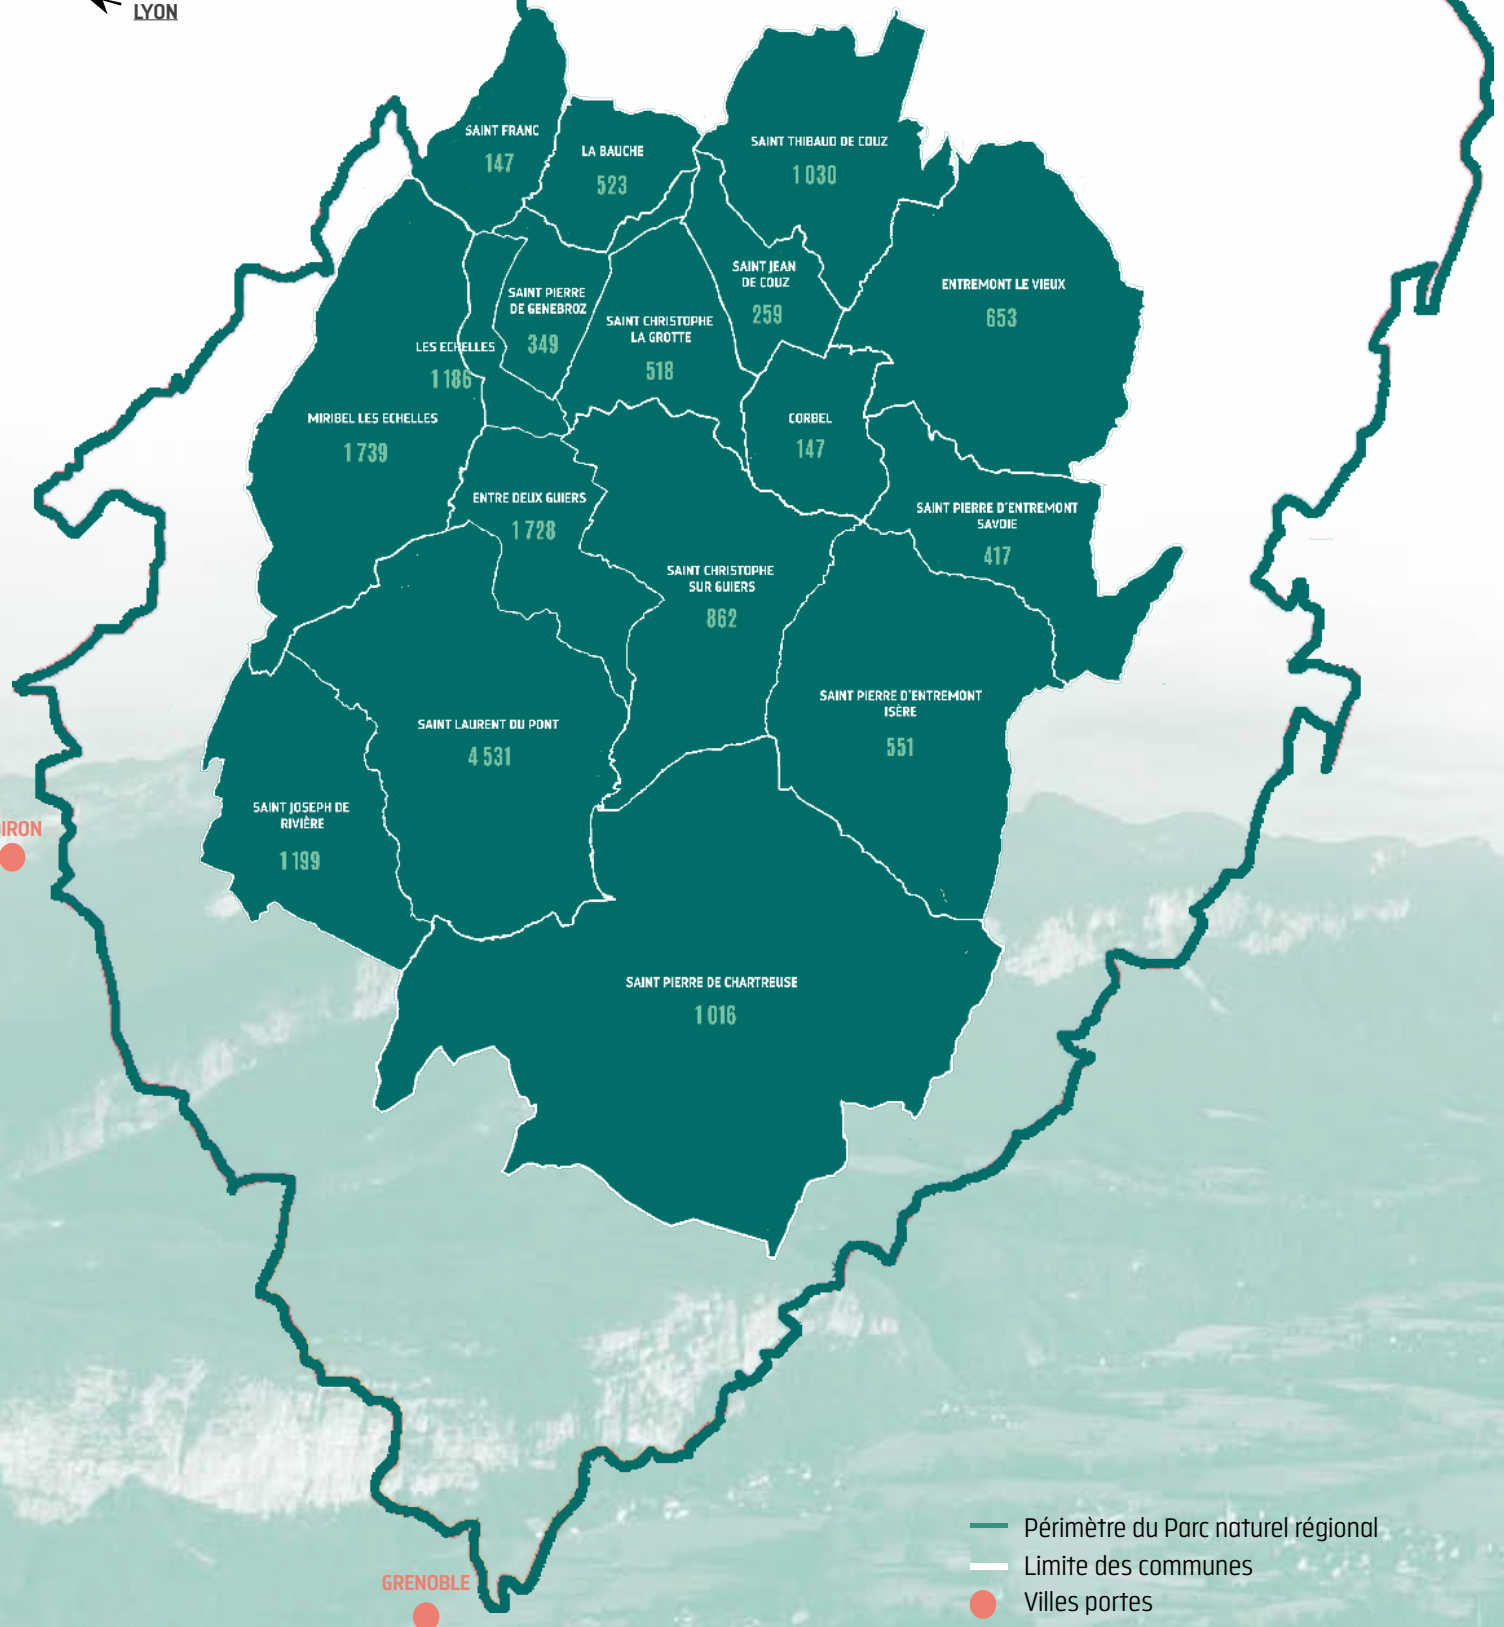 LYON
SAINT FRANC
147
LA BAUCHE
523
SAINT THIBAUD DE COUZ
1 030
SAINT JEAN
DE COUZ
259
ENTREMONT LE VIEUX
653
SAINT PIERRE
DE GENEBROZ
349
SAINT CHRISTOPHE
LA GROTTE
518
LES ECHELLES
1 186
MIRIBEL LES ECHELLES
1 739
CORBEL
147
ENTRE DEUX GUIERS
1 728
SAINT PIERRE D'ENTREMONT
SAVOIE
417
SAINT CHRISTOPHE
SUR GUIERS
862
SAINT PIERRE D'ENTREMONT
ISÈRE
551
SAINT LAURENT DU PONT
4 531
SAINT JOSEPH DE
RIVIÈRE
1 199
SAINT PIERRE DE CHARTREUSE
1 016
GRENOBLE
Périmètre du Parc naturel régional
Limite des communes
Villes portes